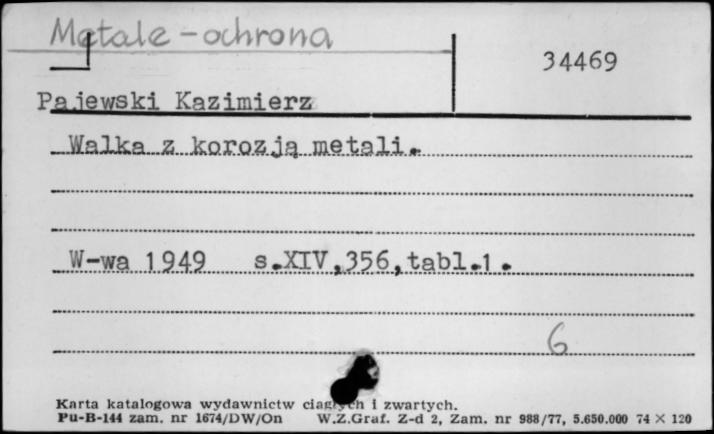 Metale - ochrona
34469
Pajewski Kazimierz
Walka z korozją metali.
W-wa 1949 s.XIV,356,tabl.1.
6
Karta katalogowa wydawnictw ciągłych i zwartych.
Pu-B-144 zam. nr 1674/DW/On W.Z.Graf. Z-d 2, Zam. nr 988/77, 5.650.000 74 × 120